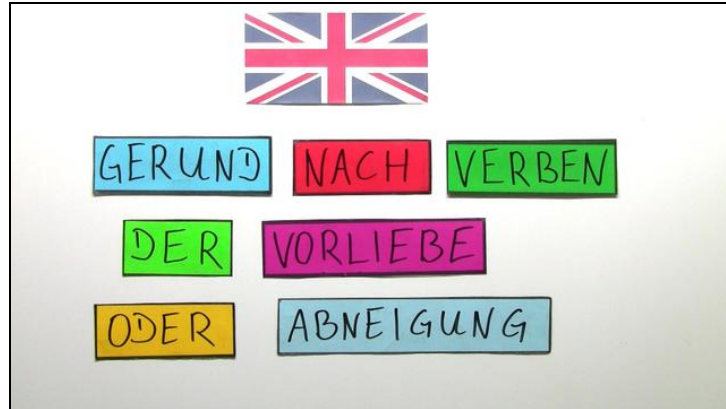 GERUND NACH VERBEN
DER VORLIEBE
ODER ABNEIGUNG